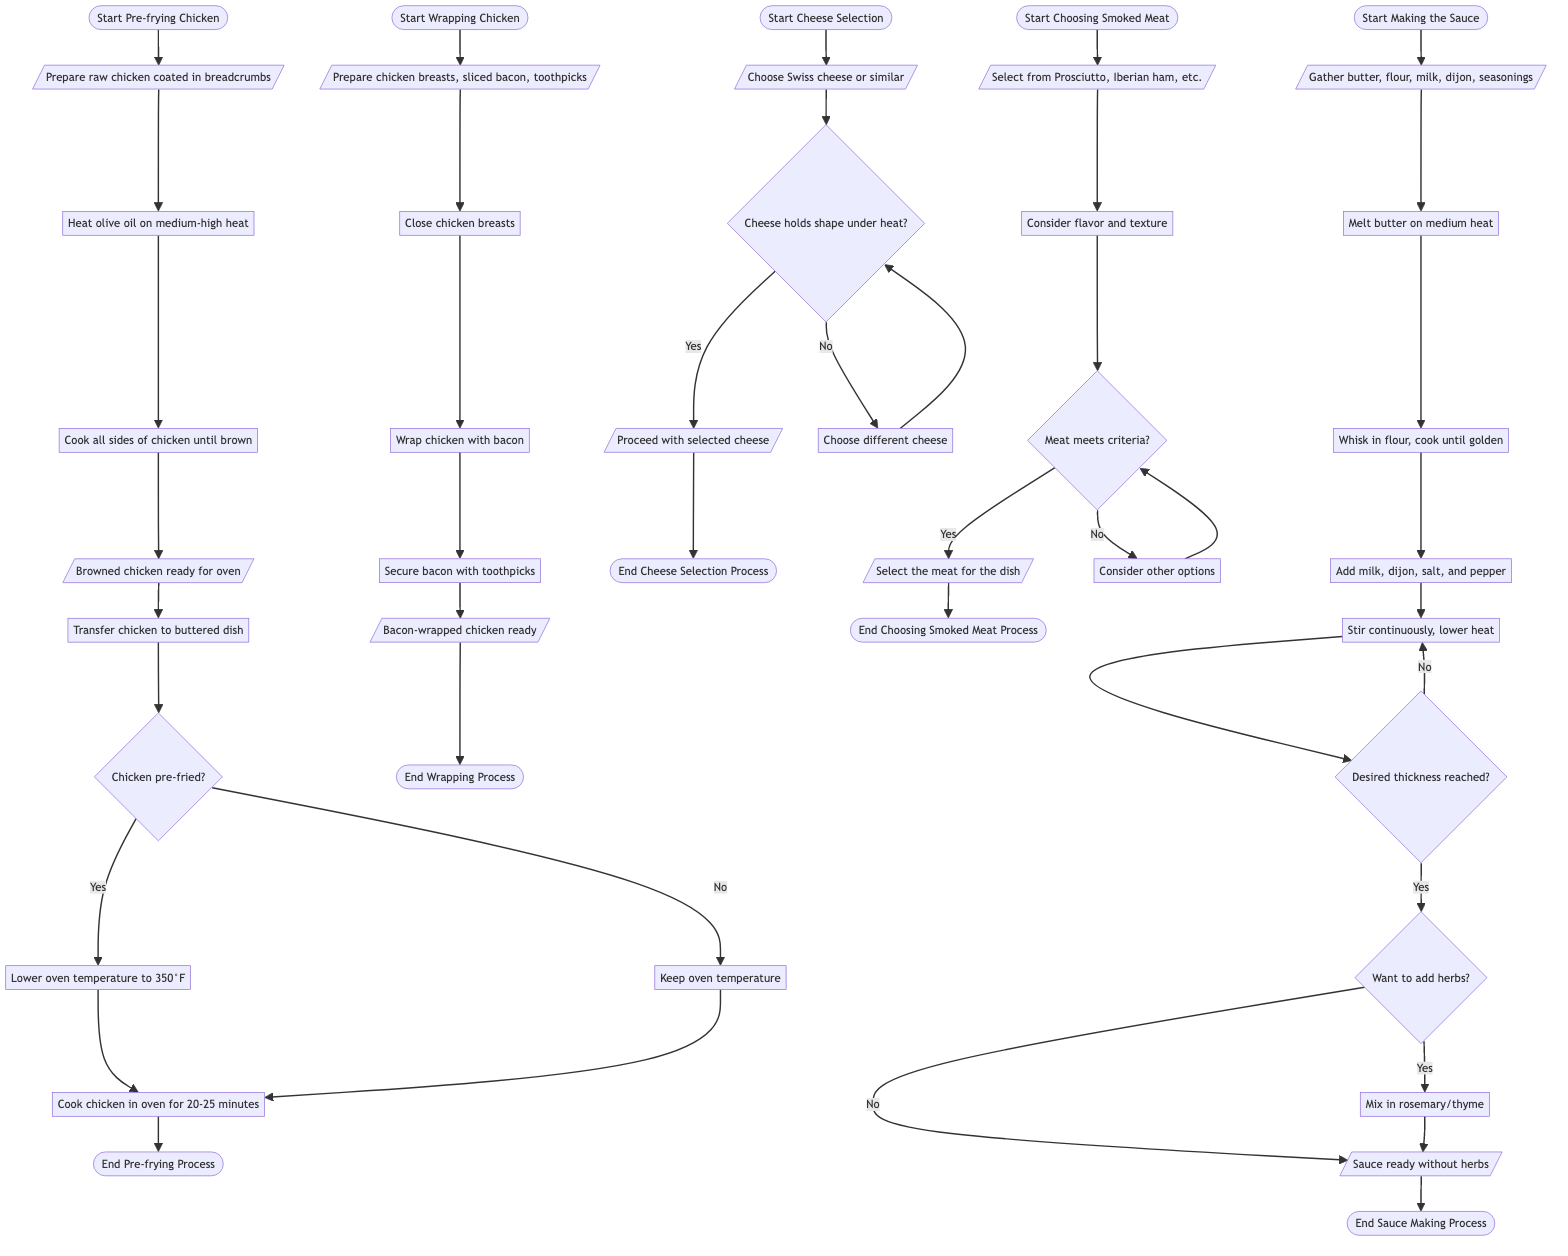 Start Pre-frying Chicken
Prepare raw chicken coated in breadcrumbs
Heat olive oil on medium-high heat
Cook all sides of chicken until brown
Browned chicken ready for oven
Transfer chicken to buttered dish
Chicken pre-fried?
Yes
No
Lower oven temperature to 350°F
Keep oven temperature
Cook chicken in oven for 20-25 minutes
End Pre-frying Process
Start Wrapping Chicken
Prepare chicken breasts, sliced bacon, toothpicks
Close chicken breasts
Wrap chicken with bacon
Secure bacon with toothpicks
Bacon-wrapped chicken ready
End Wrapping Process
Start Cheese Selection
Choose Swiss cheese or similar
Cheese holds shape under heat?
Yes
No
Proceed with selected cheese
Choose different cheese
End Cheese Selection Process
Start Choosing Smoked Meat
Select from Prosciutto, Iberian ham, etc.
Consider flavor and texture
Meat meets criteria?
Yes
No
Select the meat for the dish
Consider other options
End Choosing Smoked Meat Process
Start Making the Sauce
Gather butter, flour, milk, dijon, seasonings
Melt butter on medium heat
Whisk in flour, cook until golden
Add milk, dijon, salt, and pepper
Stir continuously, lower heat
No
Desired thickness reached?
Yes
Want to add herbs?
Yes
No
Mix in rosemary/thyme
Sauce ready without herbs
End Sauce Making Process